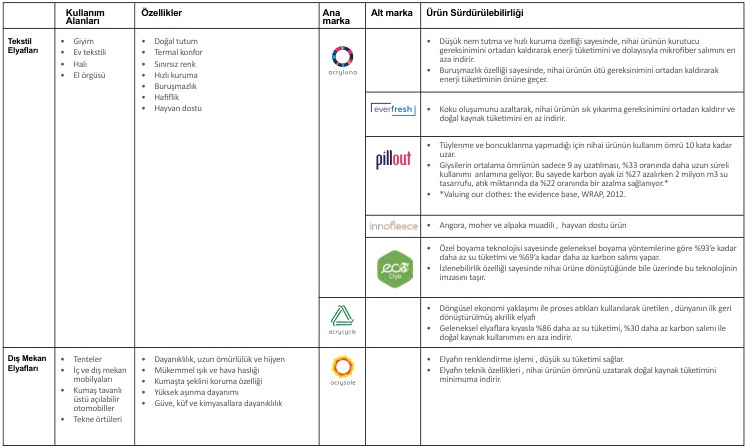 Kullanım Alanları
Özellikler
Ana marka
Alt marka
Ürün Sürdürülebilirliği
Tekstil Elyafları
• Giyim
• Ev tekstili
• Halı
• El örgüsü
• Doğal tutum
• Termal konfor
• Sınırsız renk
• Hızlı kuruma
• Buruşmazlık
• Hafiflik
• Hayvan dostu
acryluna
• Düşük nem tutma ve hızlı kuruma özelliği sayesinde, nihai ürünün kurutucu
gereksinimini ortadan kaldırarak enerji tüketimini ve dolayısıyla mikrofiber salımını en
aza indirir.
• Buruşmazlık özelliği sayesinde, nihai ürünün ütü gereksinimini ortadan kaldırarak
enerji tüketiminin önüne geçer.
everfresh
• Koku oluşumunu azaltarak, nihai ürünün sık yıkanma gereksinimini ortadan kaldırır ve
doğal kaynak tüketimini en az indirir.
pillout
• Tüylenme ve boncuklanma yapmadığı için nihai ürünün kullanım ömrü 10 kata kadar
uzar.
• Giysilerin ortalama ömrünün sadece 9 ay uzatılması, %33 oranında daha uzun süreli
kullanımı anlamına geliyor. Bu sayede karbon ayak izi %27 azalırken 2 milyon m3 su
tasarrufu, atık miktarında da %22 oranında bir azalma sağlanıyor.*
• *Valuing our clothes: the evidence base, WRAP, 2012.
innofleece
• Angora, moher ve alpaka muadili , hayvan dostu ürün
eco
Dye
• Özel boyama teknolojisi sayesinde geleneksel boyama yöntemlerine göre %93'e kadar
daha az su tüketimi ve %69'a kadar daha az karbon salımı yapar.
• İzlenebilirlik özelliği sayesinde nihai ürüne dönüştüğünde bile üzerinde bu teknolojinin
imzasını taşır.
acrycycle
• Döngüsel ekonomi yaklaşımı ile proses atıkları kullanılarak üretilen , dünyanın ilk geri
dönüştürülmüş akrilik elyafı
• Geleneksel elyaflara kıyasla %86 daha az su tüketimi, %30 daha az karbon salımı ile
doğal kaynak kullanımını en aza indirir.
Dış Mekan
Elyafları
• Tenteler
• İç ve dış mekan
mobilyaları
• Kumaş tavanlı
üstü açılabilir
otomobiller
• Tekne örtüleri
• Dayanıklılık, uzun ömürlülük ve hijyen
• Mükemmel ışık ve hava haslığı
• Kumaşta şeklini koruma özelliği
• Yüksek aşınma dayanımı
• Güve, küf ve kimyasallara dayanıklılık
acrysole
• Elyafın renklendirme işlemi , düşük su tüketimi sağlar.
• Elyafın teknik özellikleri , nihai ürünün ömrünü uzatarak doğal kaynak tüketimini
minimuma indirir.